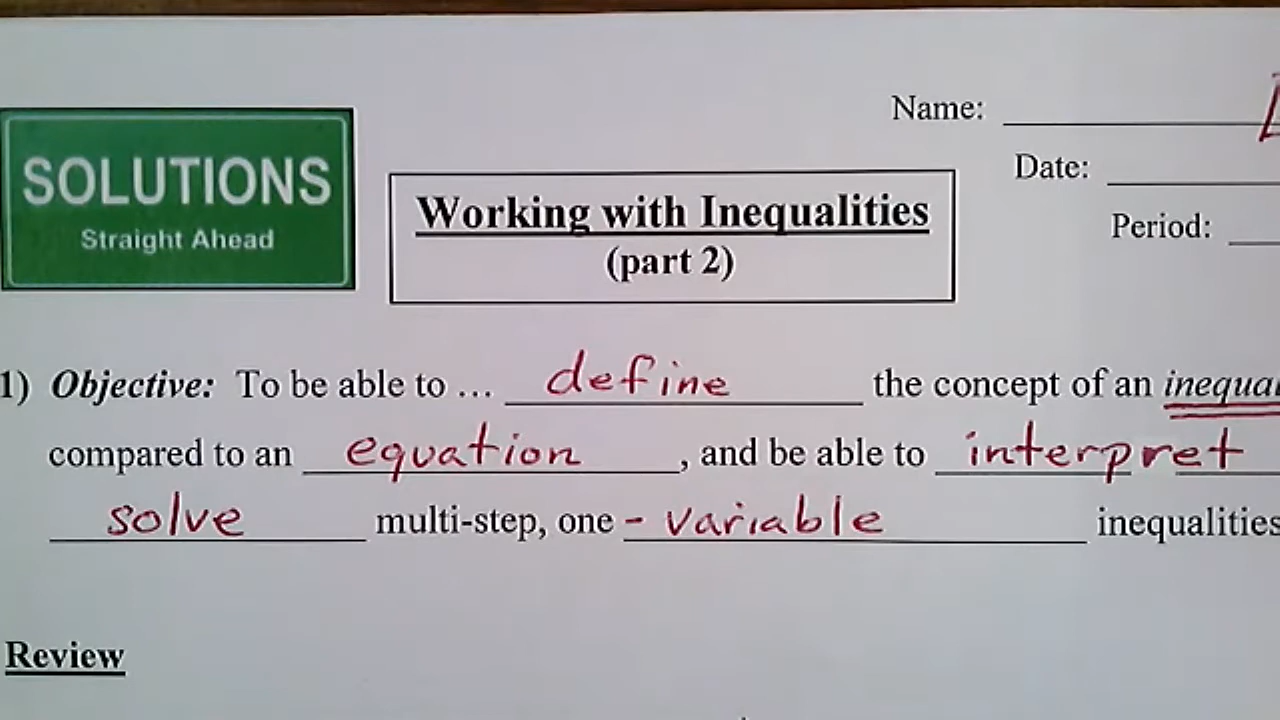 Name:
SOLUTIONS
Straight Ahead
Date:
Working with Inequalities
(part 2)
Period:
1) Objective: To be able to ... define the concept of an inequal
compared to an equation, and be able to interpret
solve multi-step, one - variable inequalities
Review